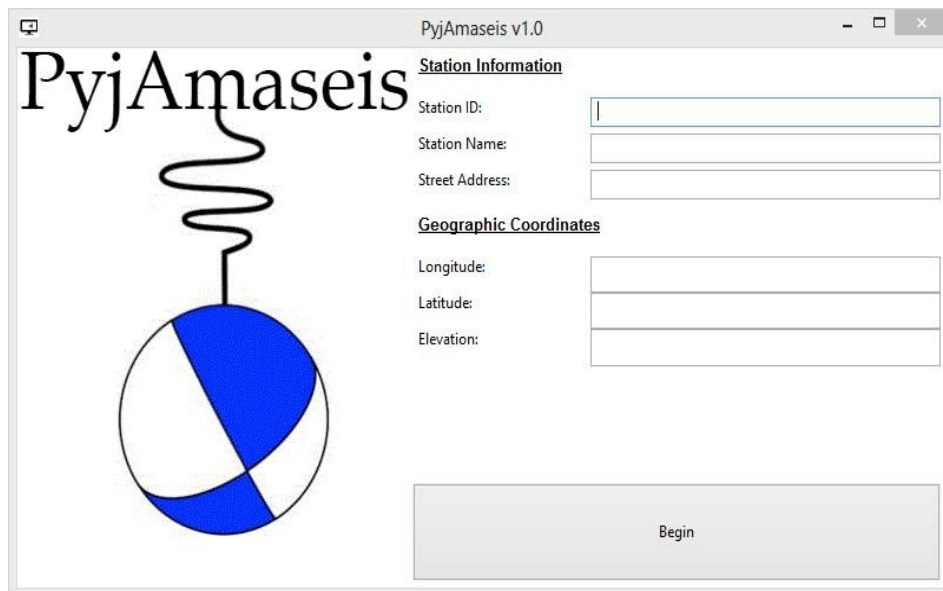 PyjAmaseis v1.0
PyjAmaseis
Station Information
Station ID:
Station Name:
Street Address:
Geographic Coordinates
Longitude:
Latitude:
Elevation:
Begin